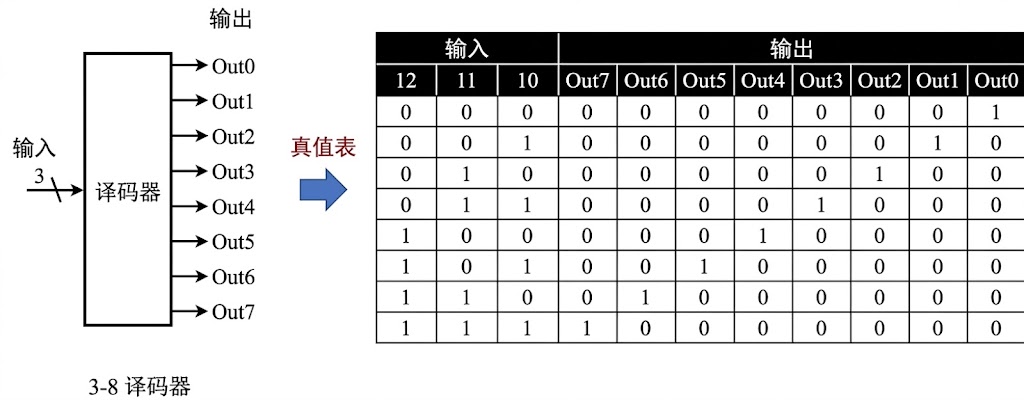 输出
Out0
Out1
Out2
Out3
Out4
Out5
Out6
Out7
输入
3
译码器
3-8 译码器
真值表
输入 输出
12 11 10 Out7 Out6 Out5 Out4 Out3 Out2 Out1 Out0
0 0 0 0 0 0 0 0 0 0 1
0 0 1 0 0 0 0 0 0 1 0
0 1 0 0 0 0 0 0 1 0 0
0 1 1 0 0 0 0 1 0 0 0
1 0 0 0 0 0 1 0 0 0 0
1 0 1 0 0 1 0 0 0 0 0
1 1 0 0 1 0 0 0 0 0 0
1 1 1 1 0 0 0 0 0 0 0